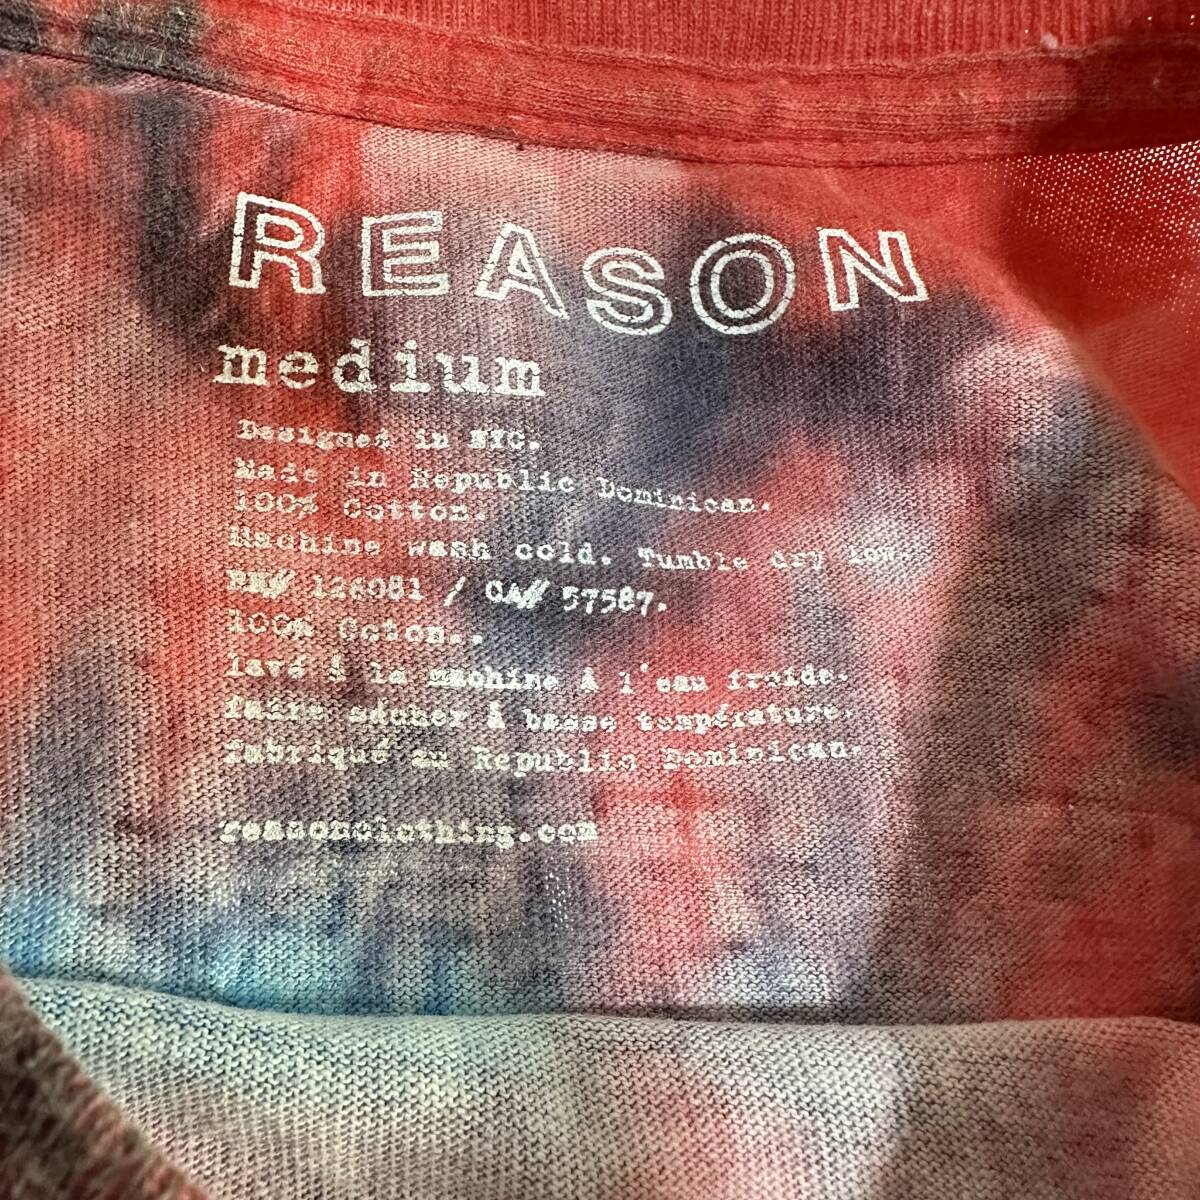 REASON
medium
Designed in NYC.
Made in Republic Dominican.
100% Cotton.
Machine wash cold. Tumble dry low.
RN# 126081 / CA# 57587.
100% Coton..
lavé à la machine à l'eau froide.
faire sécher à basse température.
fabriqué au Republic Dominican.
reasonclothing.com